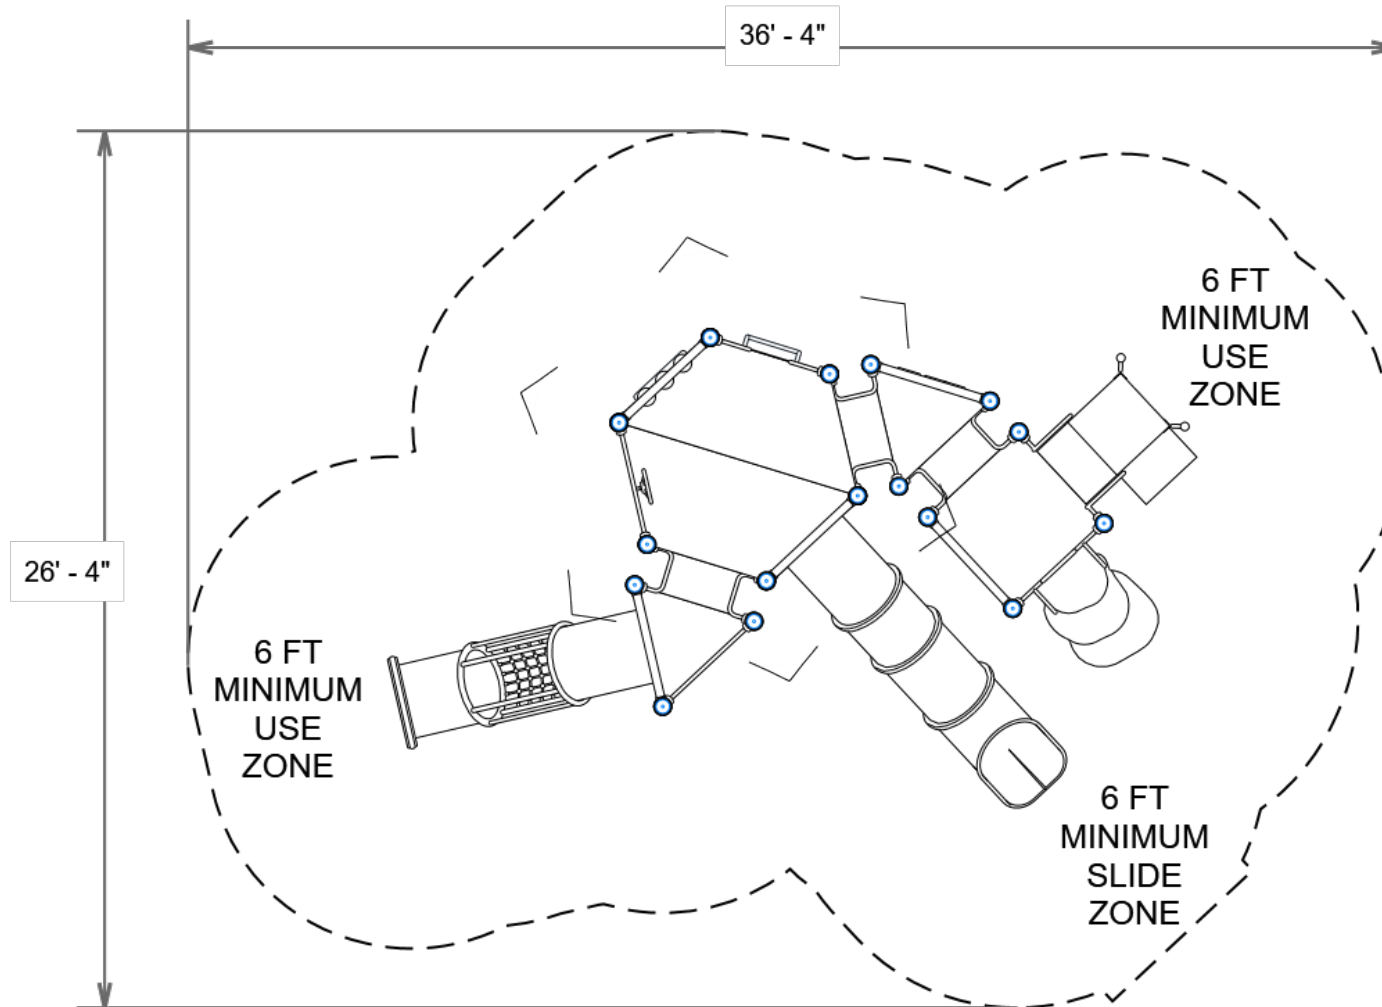 36' - 4"
6 FT
MINIMUM
USE
ZONE
26' - 4"
6 FT
MINIMUM
USE
ZONE
6 FT
MINIMUM
SLIDE
ZONE